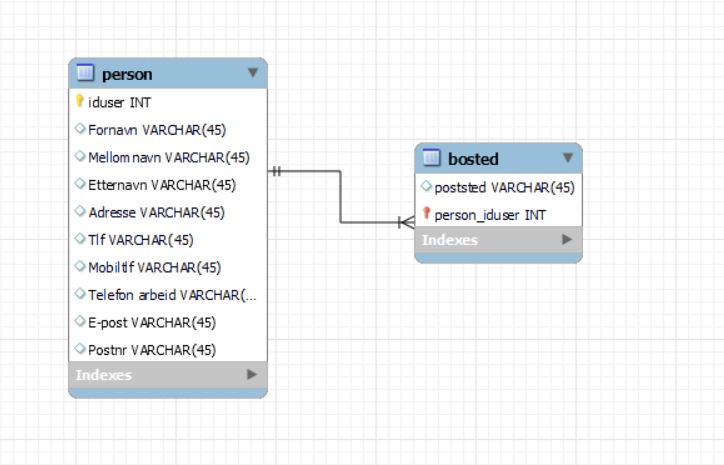 person
iduser INT
Fornavn VARCHAR(45)
Mellomnavn VARCHAR(45)
Etternavn VARCHAR(45)
Adresse VARCHAR(45)
Tlf VARCHAR(45)
Mobiltlf VARCHAR(45)
Telefon arbeid VARCHAR(...
E-post VARCHAR(45)
Postnr VARCHAR(45)
Indexes
bosted
poststed VARCHAR(45)
person_iduser INT
Indexes